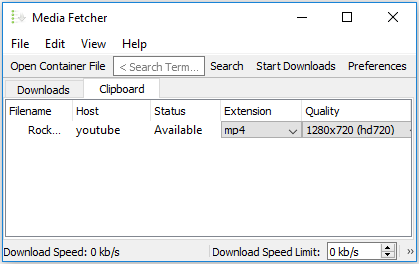 Media Fetcher
File Edit View Help
Open Container File < Search Term... Search Start Downloads Preferences
Downloads Clipboard
Filename Host Status Extension Quality
Rock... youtube Available mp4 1280x720 (hd720)
Download Speed: 0 kb/s Download Speed Limit: 0 kb/s »